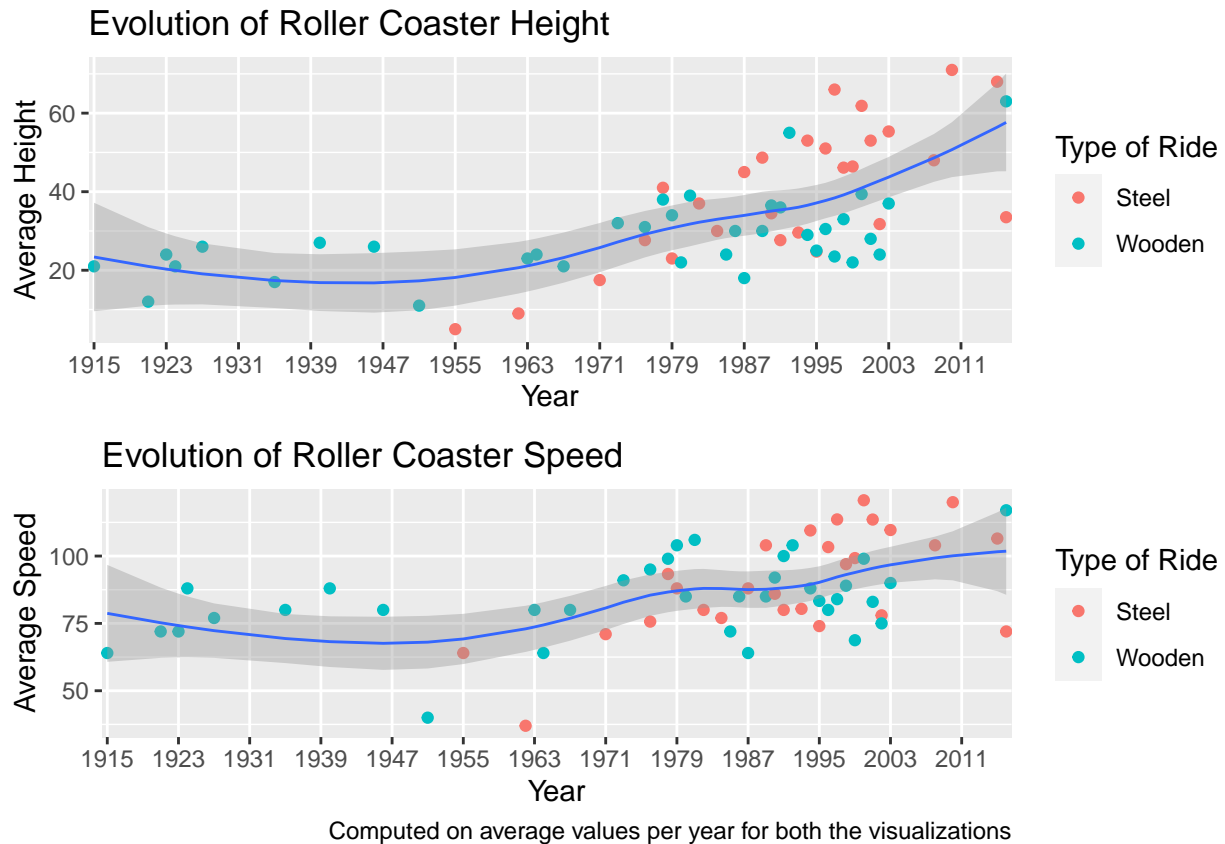 Evolution of Roller Coaster Height
60
40
20
Average Height
1915 1923 1931 1939 1947 1955 1963 1971 1979 1987 1995 2003 2011
Year
Type of Ride
Steel
Wooden
Evolution of Roller Coaster Speed
100
75
50
Average Speed
1915 1923 1931 1939 1947 1955 1963 1971 1979 1987 1995 2003 2011
Year
Type of Ride
Steel
Wooden
Computed on average values per year for both the visualizations